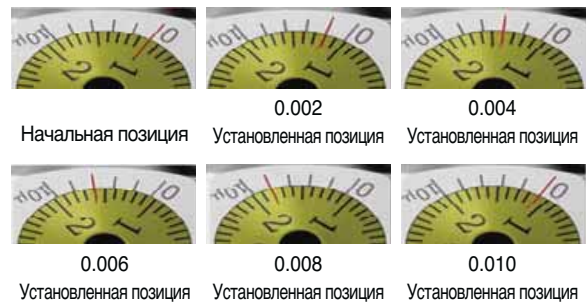 0.002
0.004
Начальная позиция
Установленная позиция
Установленная позиция
0.006
0.008
0.010
Установленная позиция
Установленная позиция
Установленная позиция